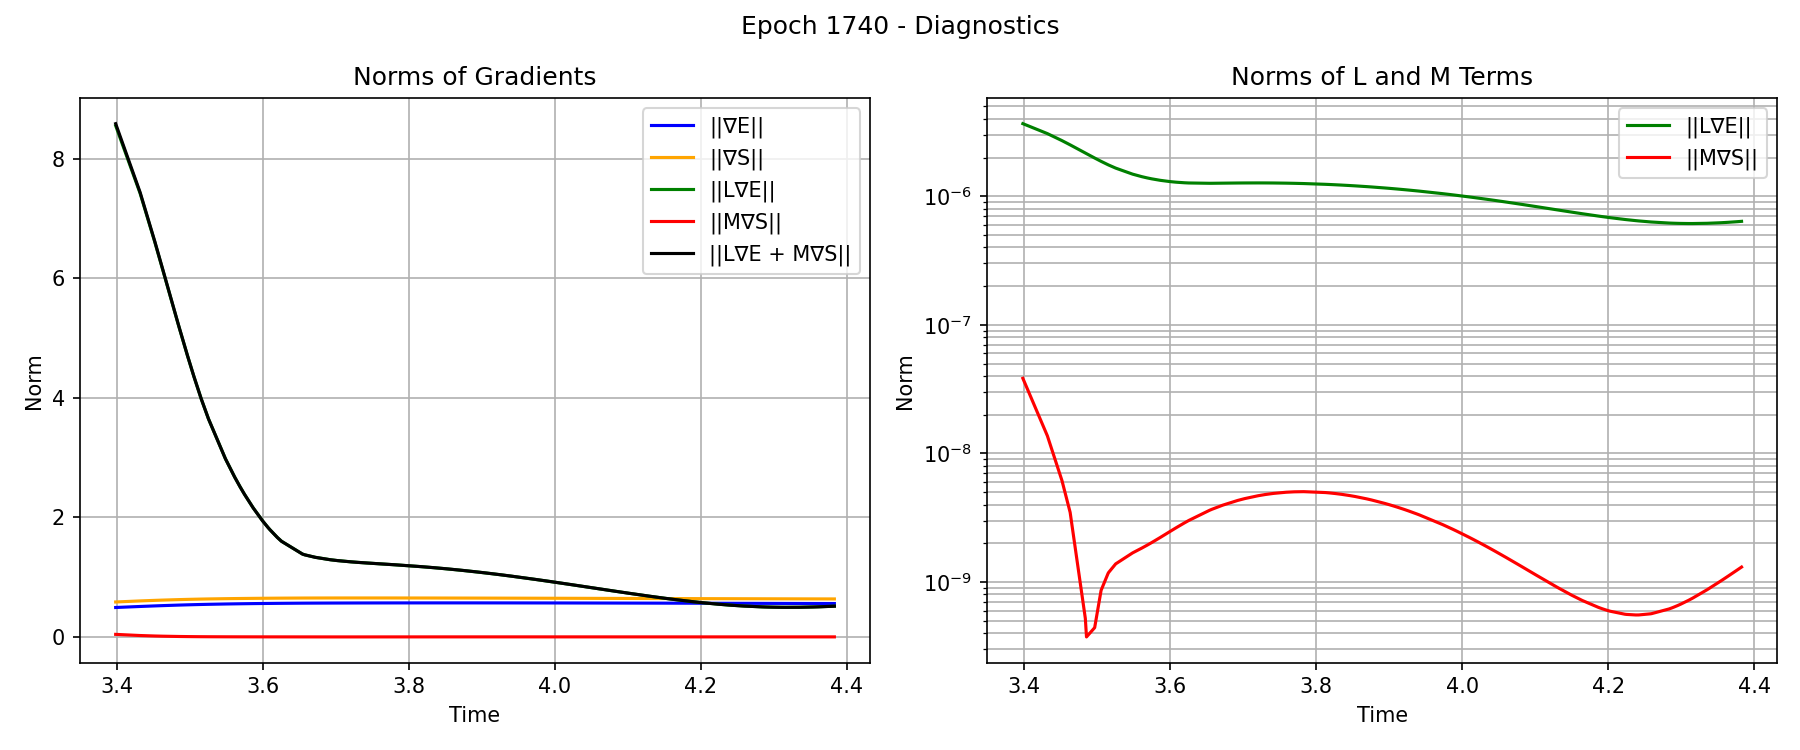 Epoch 1740 - Diagnostics
Norms of Gradients
||∇E||
||∇S||
||L∇E||
||M∇S||
||L∇E + M∇S||
8
6
4
2
0
Norm
3.4 3.6 3.8 4.0 4.2 4.4
Time
Norms of L and M Terms
||L∇E||
||M∇S||
10⁻⁶
10⁻⁷
10⁻⁸
10⁻⁹
Norm
3.4 3.6 3.8 4.0 4.2 4.4
Time